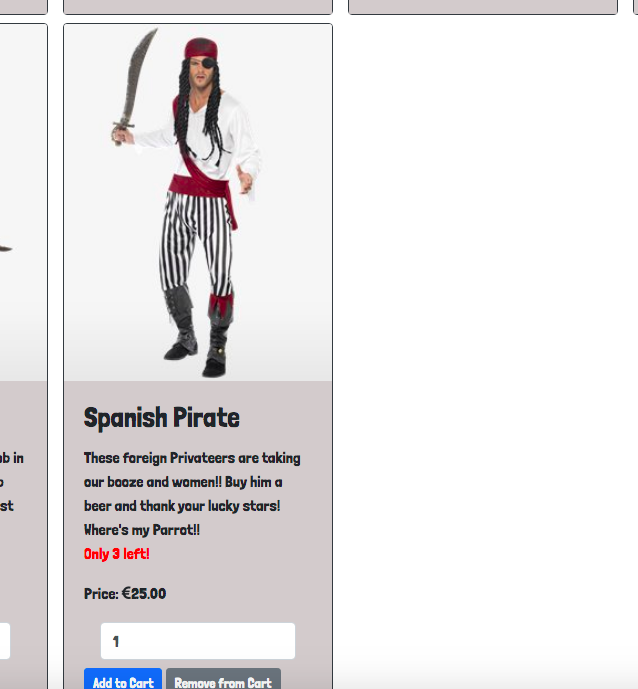 Spanish Pirate
These foreign Privateers are taking
our booze and women!! Buy him a
beer and thank your lucky stars!
Where's my Parrot!!
Only 3 left!
Price: €25.00
1
Add to Cart
Remove from Cart
in
st